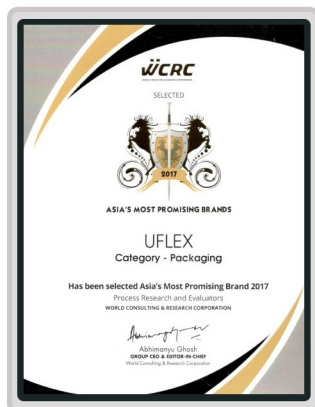 WCRC
SELECTED
2017
ASIA'S MOST PROMISING BRANDS
UFLEX
Category - Packaging
Has been selected Asia's Most Promising Brand 2017
Process Research and Evaluators
WORLD CONSULTING & RESEARCH CORPORATION
Abhimanyu Ghosh
GROUP CEO & EDITOR-IN-CHIEF
World Consulting & Research Corporation